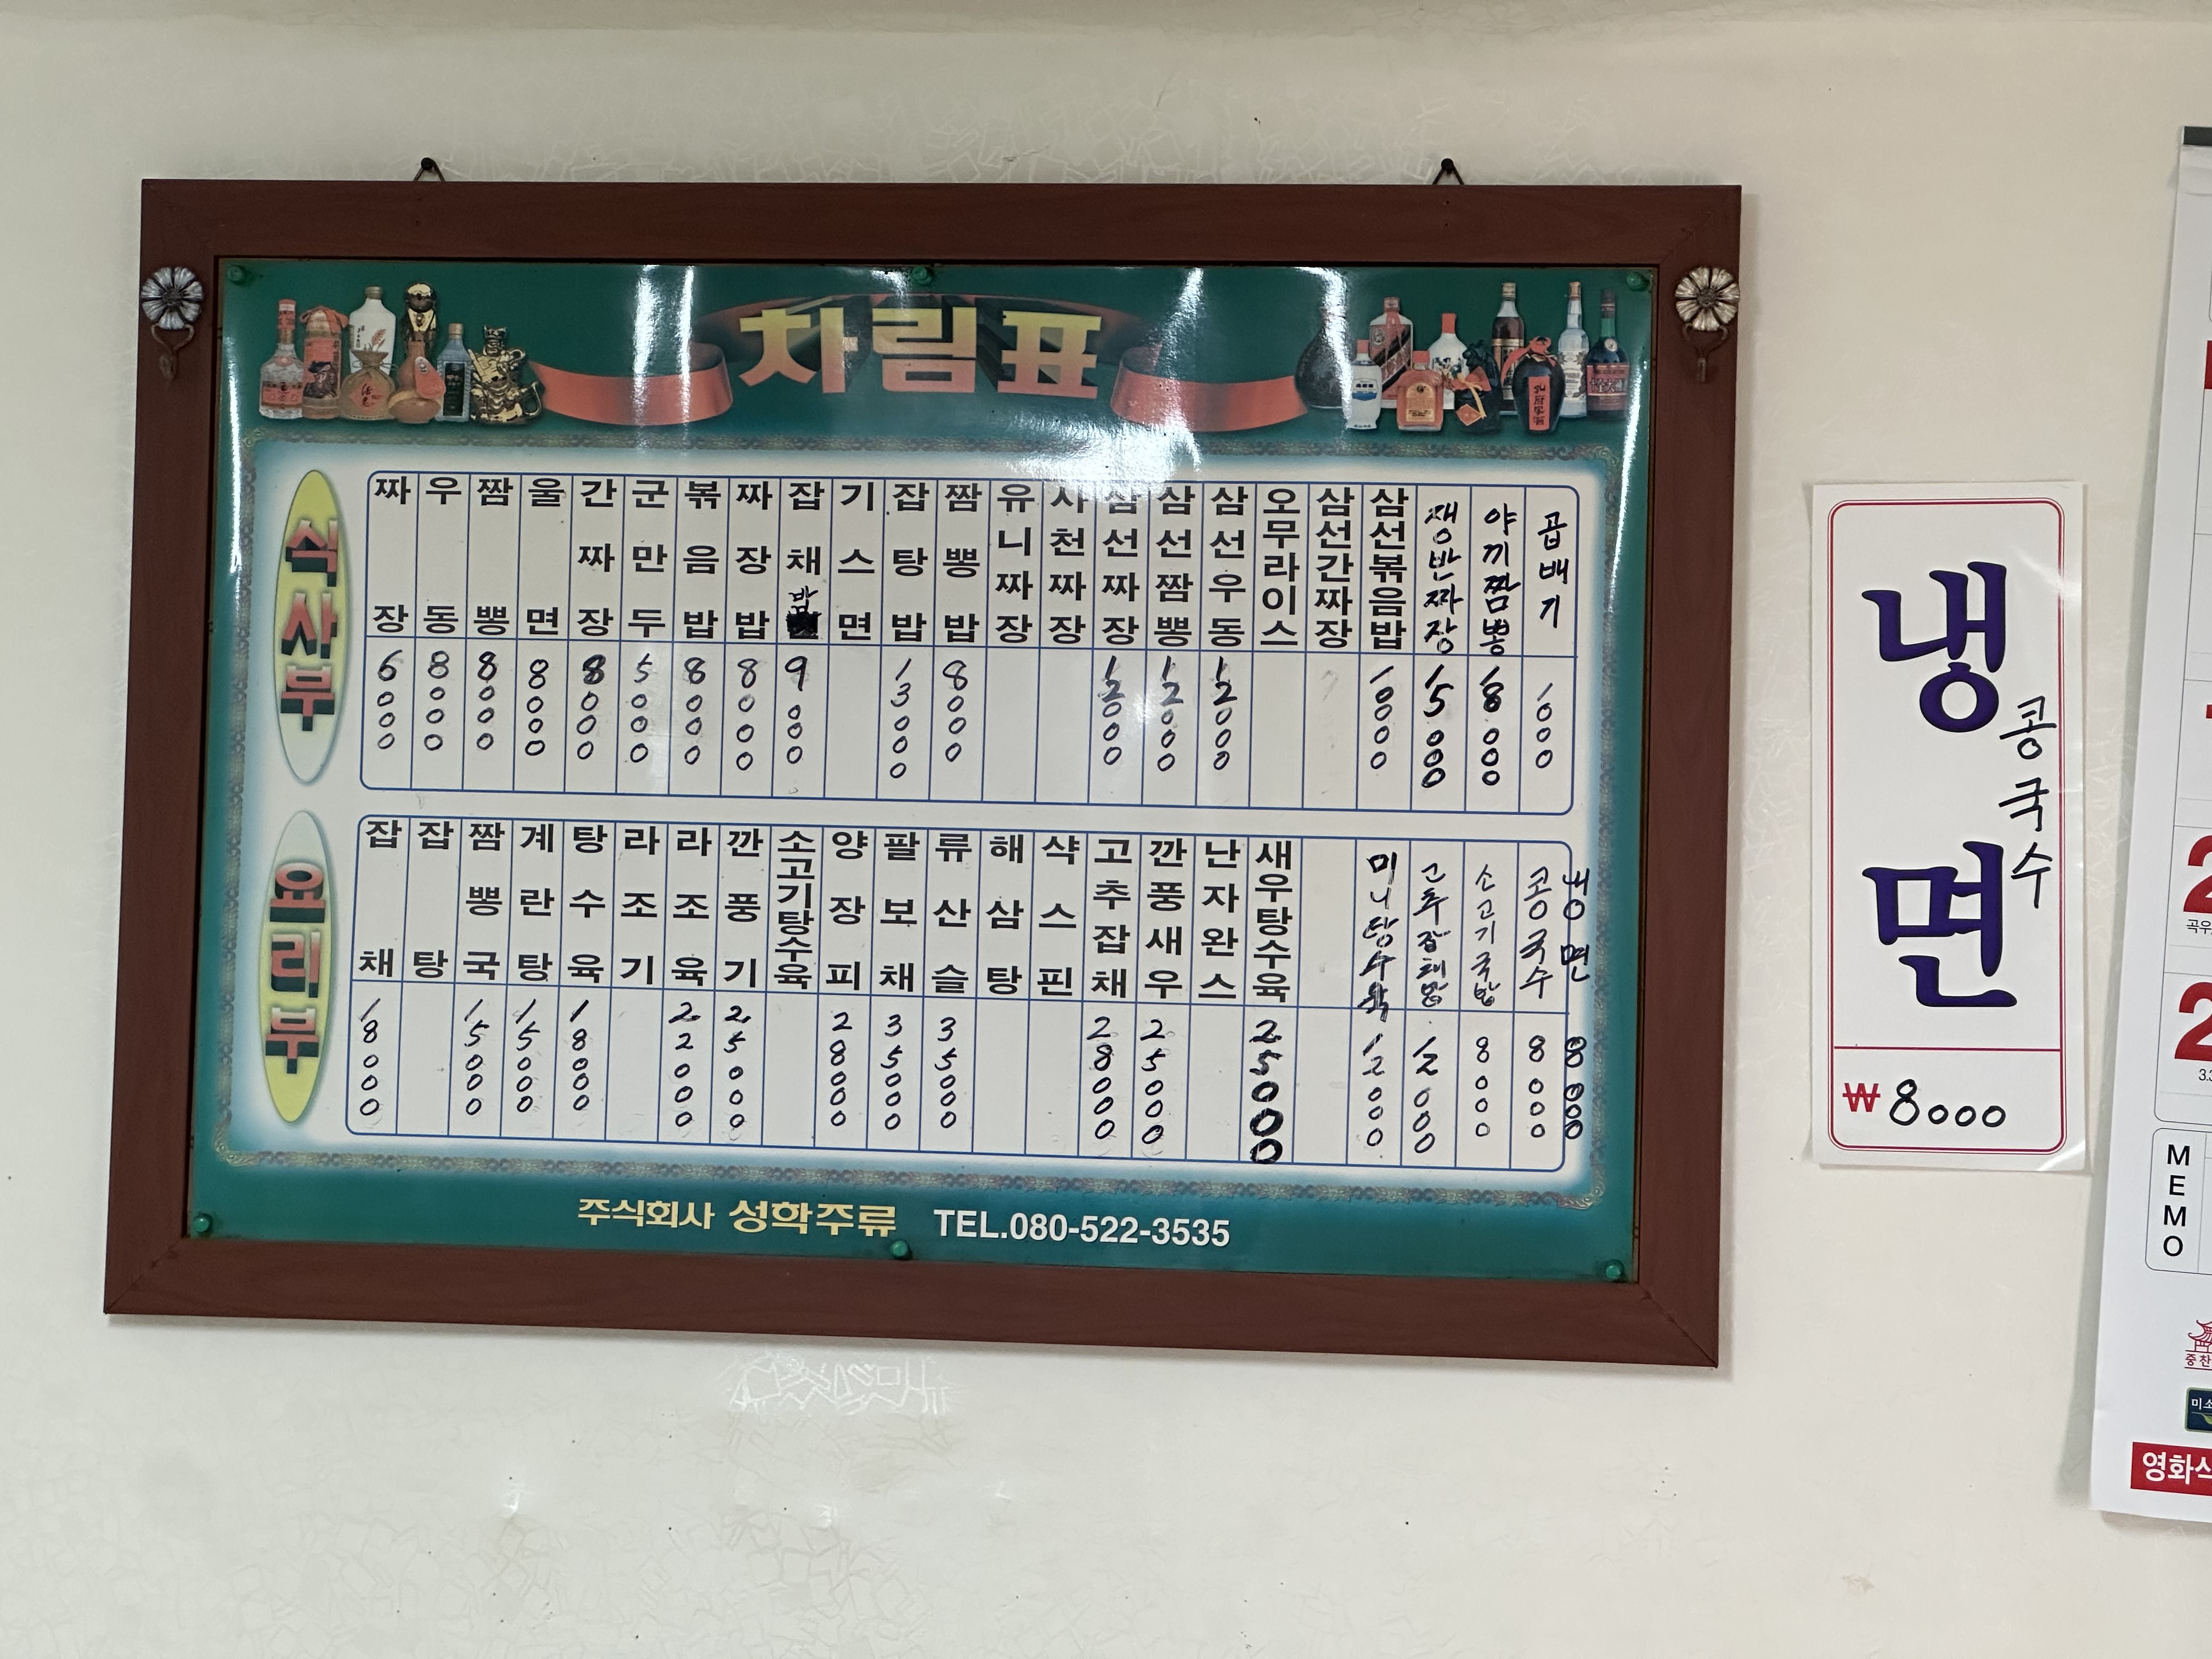 차림표
식사부
짜장 6000
우동 8000
짬뽕 8000
울면 8000
간짜장 8000
군만두 5000
볶음밥 8000
짜장밥 8000
잡채밥 9000
기스면
잡탕밥 13000
짬뽕밥 8000
유니짜장
사천짜장
삼선짜장 12000
삼선짬뽕 12000
삼선우동 12000
오무라이스
삼선간짜장
삼선볶음밥 10000
쟁반짜장 15000
야끼짬뽕 18000
곱배기 1000
요리부
잡채 18000
잡탕
짬뽕국 15000
계란탕 15000
탕수육 18000
라조기
라조육 22000
깐풍기 25000
소고기탕수육
양장피 28000
팔보채 35000
류산슬 35000
해삼탕
샥스핀
고추잡채 28000
깐풍새우 25000
난자완스
새우탕수육 25000
미니탕수육 12000
고추잡채밥 12000
소고기국밥 8000
콩국수 8000
냉면 8000
주식회사 성학주류 TEL.080-522-3535
냉면
콩국수
₩8000
MEMO